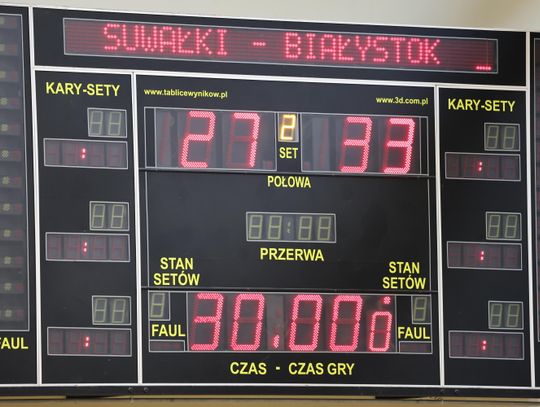 SUWAŁKI - BIAŁYSTOK _
KARY-SETY
www.tablicewynikow.pl
www.3d.com.pl
KARY-SETY
27 2 33
SET
POŁOWA
PRZERWA
STAN SETÓW
STAN SETÓW
30.00
FAUL
FAUL
FAUL
CZAS - CZAS GRY